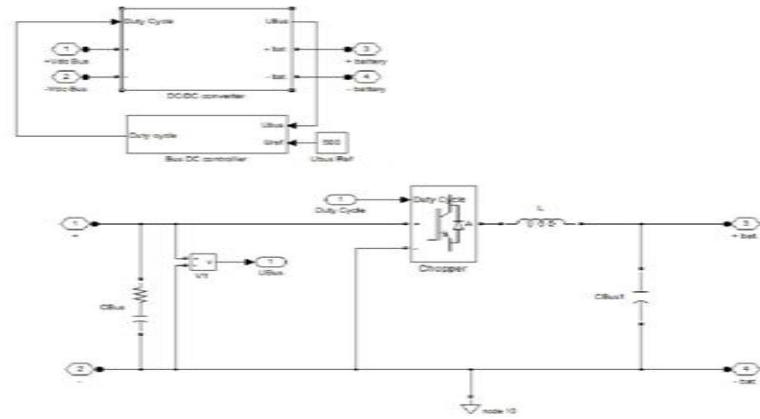 Duty Cycle
UBus
1
+
+ bat
3
+Vdc Bus
+ battery
2
-
- bat
4
-Vdc Bus
- battery
DC/DC converter
Ubus
Duty cycle
Uref
500
Bus DC controller
Ubus Ref
1
Duty Cycle
Duty Cycle
L
1
+
+
A
3
+ bat
-
Chopper
+
-
v
1
V1
UBus
CBus
CBus1
2
-
4
- bat
node 10